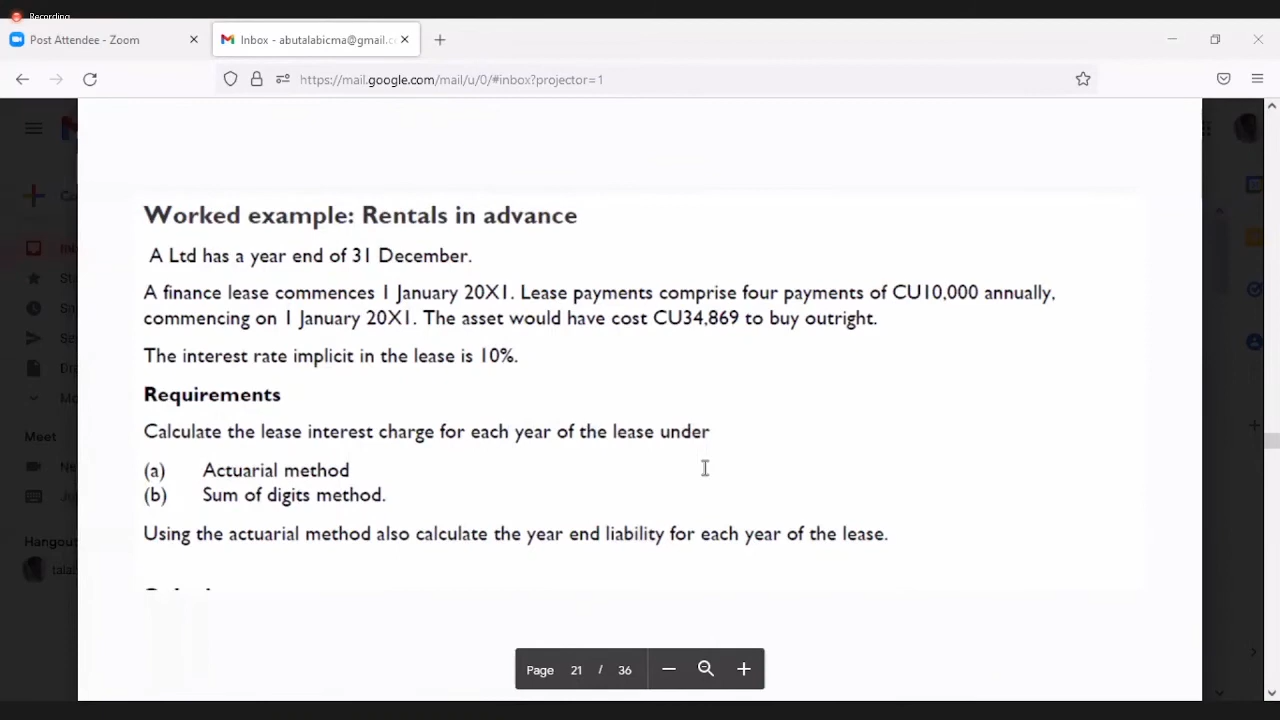 Recording
Post Attendee - Zoom
Inbox - abutalabicma@gmail.c
https://mail.google.com/mail/u/0/#inbox?projector=1
Worked example: Rentals in advance
A Ltd has a year end of 31 December.
A finance lease commences 1 January 20X1. Lease payments comprise four payments of CU10,000 annually,
commencing on 1 January 20X1. The asset would have cost CU34,869 to buy outright.
The interest rate implicit in the lease is 10%.
Requirements
Calculate the lease interest charge for each year of the lease under
(a) Actuarial method
(b) Sum of digits method.
Using the actuarial method also calculate the year end liability for each year of the lease.
Meet
Hangout
Page 21 / 36